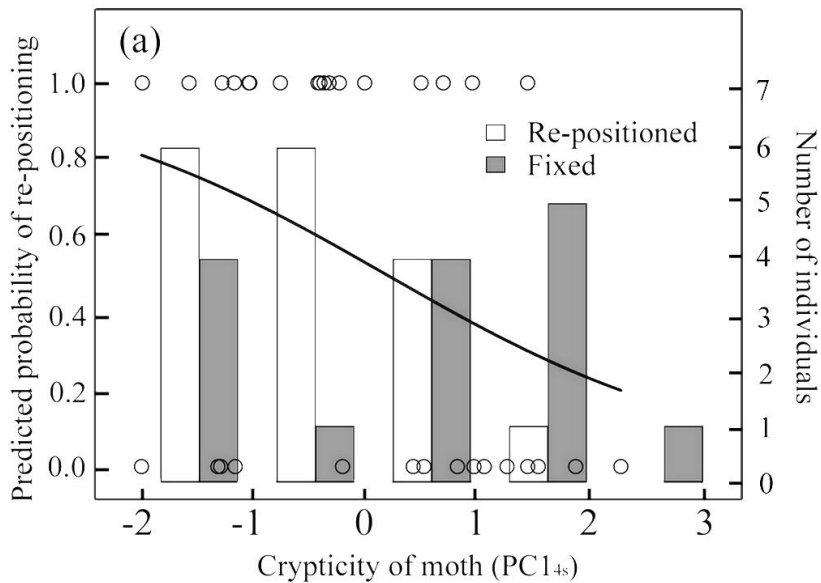 (a)
Predicted probability of re-positioning
1.0
0.8
0.6
0.4
0.2
0.0
Re-positioned
Fixed
7
6
5
4
3
2
1
0
Number of individuals
-2 -1 0 1 2 3
Crypticity of moth (PC1₄ₛ)